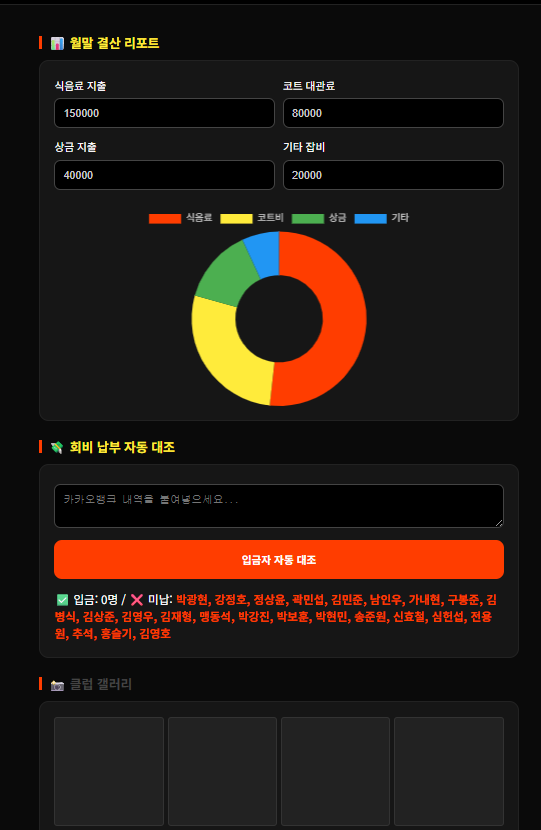 📊 월말 결산 리포트
식음료 지출 코트 대관료
150000 80000
상금 지출 기타 잡비
40000 20000
식음료 코트비 상금 기타
💸 회비 납부 자동 대조
카카오뱅크 내역을 붙여넣으세요...
입금자 자동 대조
✅ 입금: 0명 / ❌ 미납: 박광현, 강정호, 정상윤, 곽민섭, 김민준, 남언우, 가내현, 구봉준, 김
병식, 김상준, 김영우, 김재형, 맹동석, 박강진, 박보훈, 박현민, 송준원, 신효철, 심헌섭, 전용
원, 추석, 홍슬기, 김영호
📷 클럽 갤러리